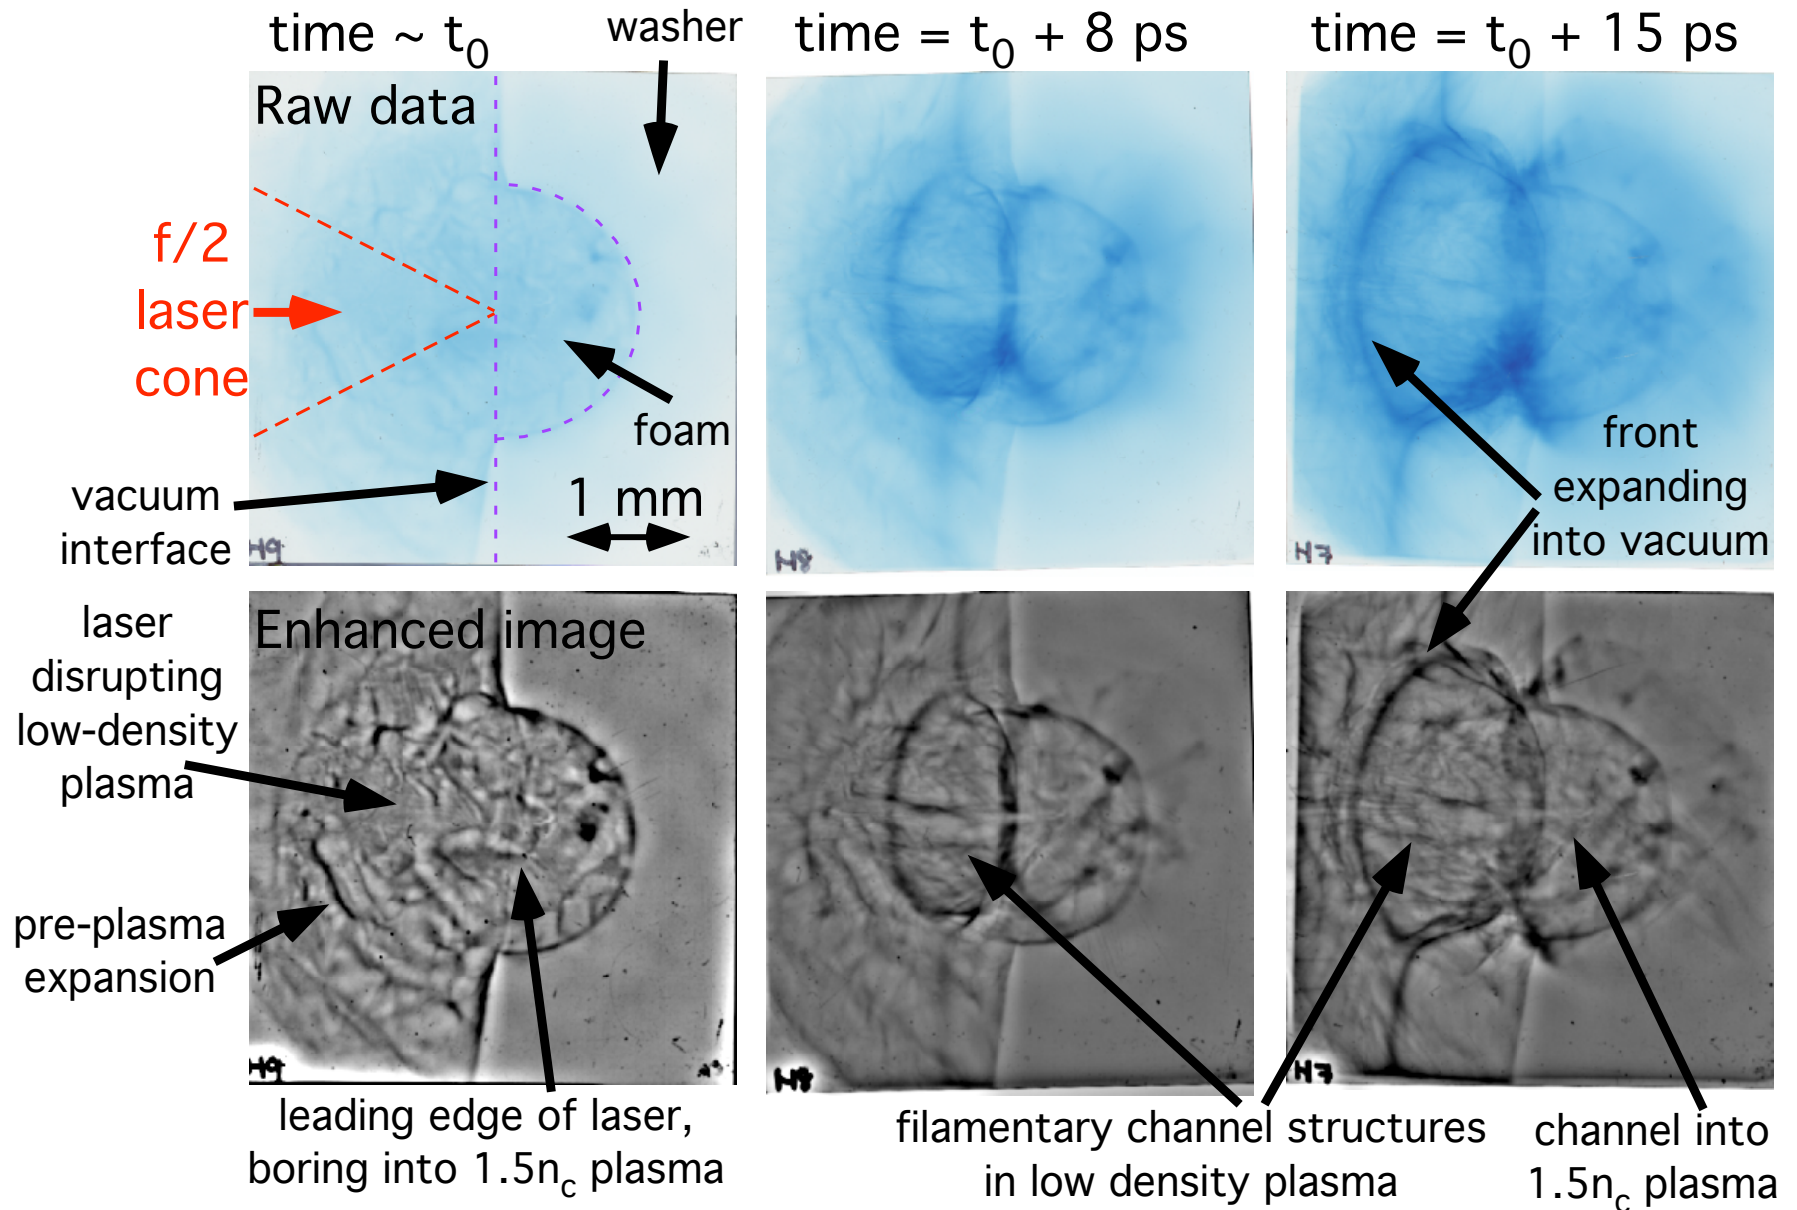 time ~ t₀
washer
time = t₀ + 8 ps
time = t₀ + 15 ps
Raw data
f/2
laser
cone
foam
vacuum
interface
1 mm
front
expanding
into vacuum
H9
H8
H7
Enhanced image
laser
disrupting
low-density
plasma
pre-plasma
expansion
H9
H8
H7
leading edge of laser,
boring into 1.5n_c plasma
filamentary channel structures
in low density plasma
channel into
1.5n_c plasma